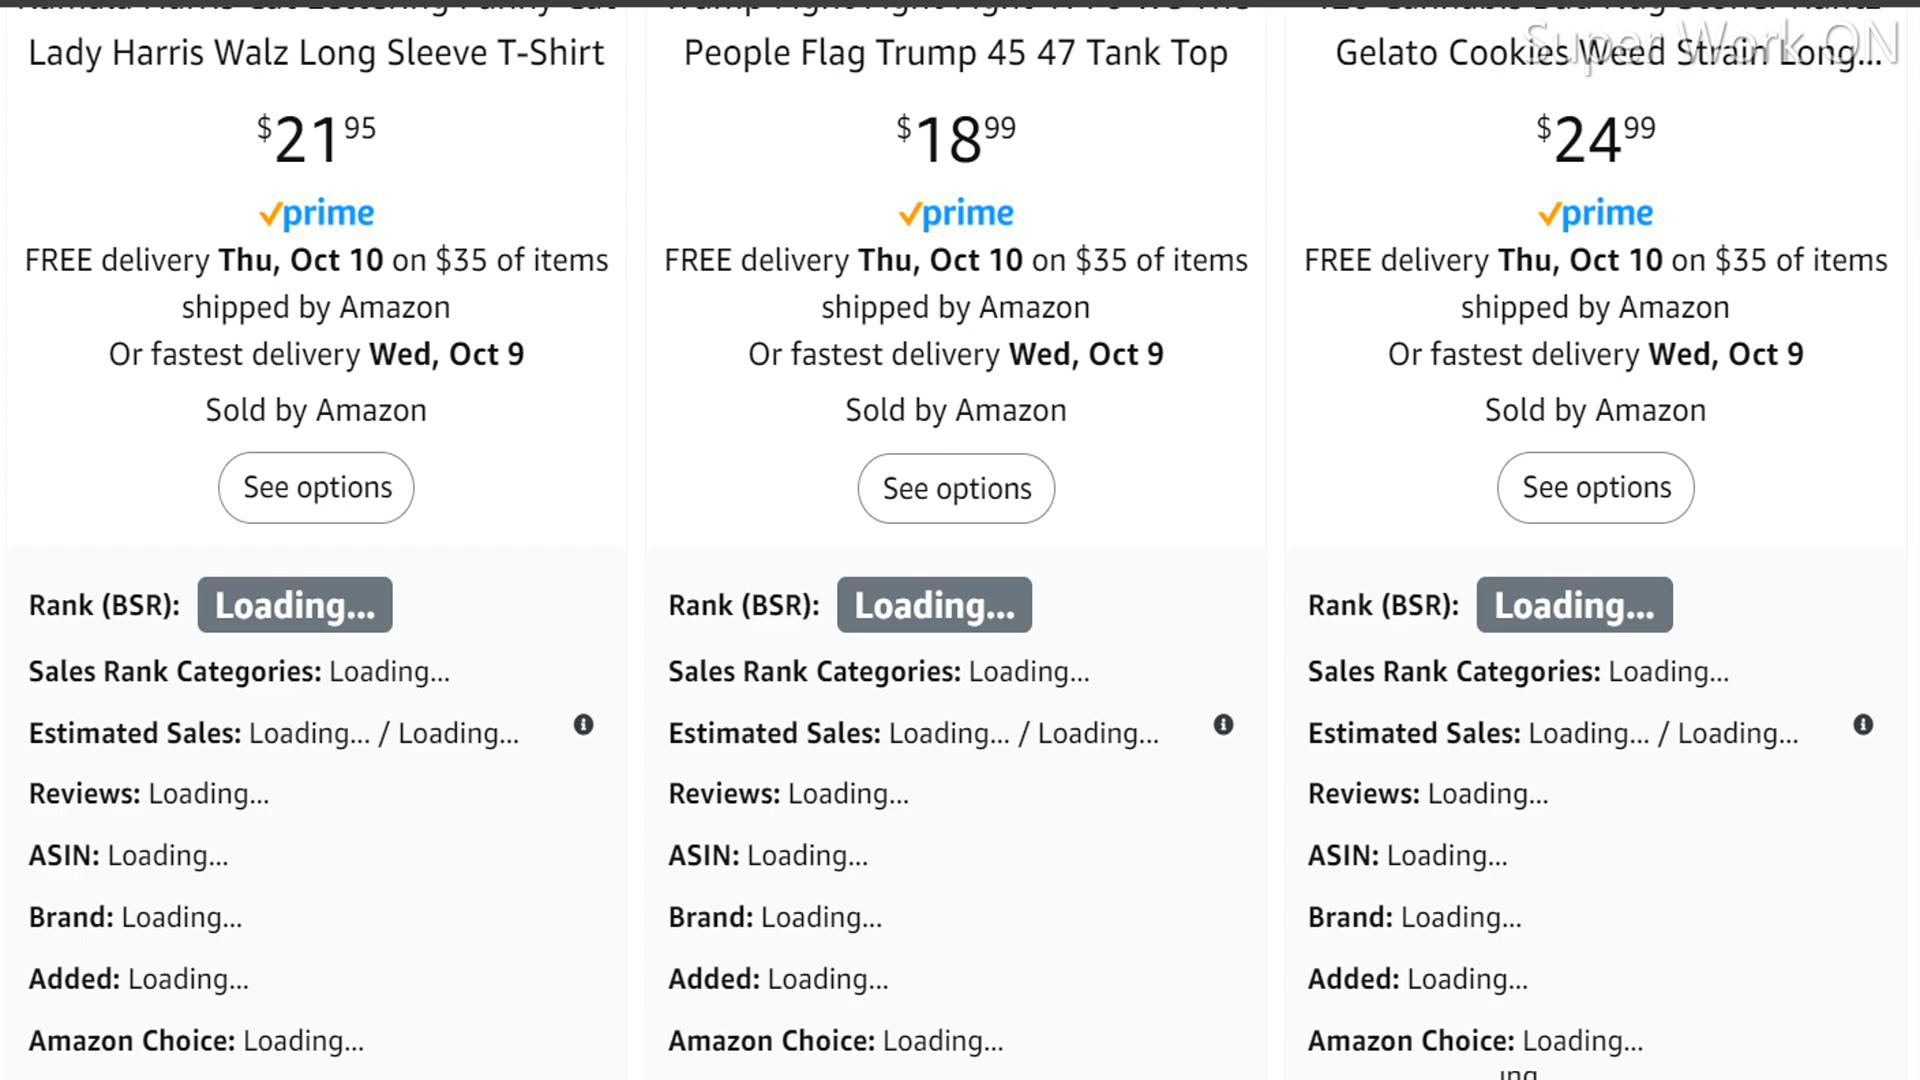 Lady Harris Walz Long Sleeve T-Shirt
$21.95
prime
FREE delivery Thu, Oct 10 on $35 of items
shipped by Amazon
Or fastest delivery Wed, Oct 9
Sold by Amazon
See options
Rank (BSR): Loading...
Sales Rank Categories: Loading...
Estimated Sales: Loading... / Loading...
Reviews: Loading...
ASIN: Loading...
Brand: Loading...
Added: Loading...
Amazon Choice: Loading...
People Flag Trump 45 47 Tank Top
$18.99
prime
FREE delivery Thu, Oct 10 on $35 of items
shipped by Amazon
Or fastest delivery Wed, Oct 9
Sold by Amazon
See options
Rank (BSR): Loading...
Sales Rank Categories: Loading...
Estimated Sales: Loading... / Loading...
Reviews: Loading...
ASIN: Loading...
Brand: Loading...
Added: Loading...
Amazon Choice: Loading...
Super Work ON
Gelato Cookies Weed Strain Long...
$24.99
prime
FREE delivery Thu, Oct 10 on $35 of items
shipped by Amazon
Or fastest delivery Wed, Oct 9
Sold by Amazon
See options
Rank (BSR): Loading...
Sales Rank Categories: Loading...
Estimated Sales: Loading... / Loading...
Reviews: Loading...
ASIN: Loading...
Brand: Loading...
Added: Loading...
Amazon Choice: Loading...